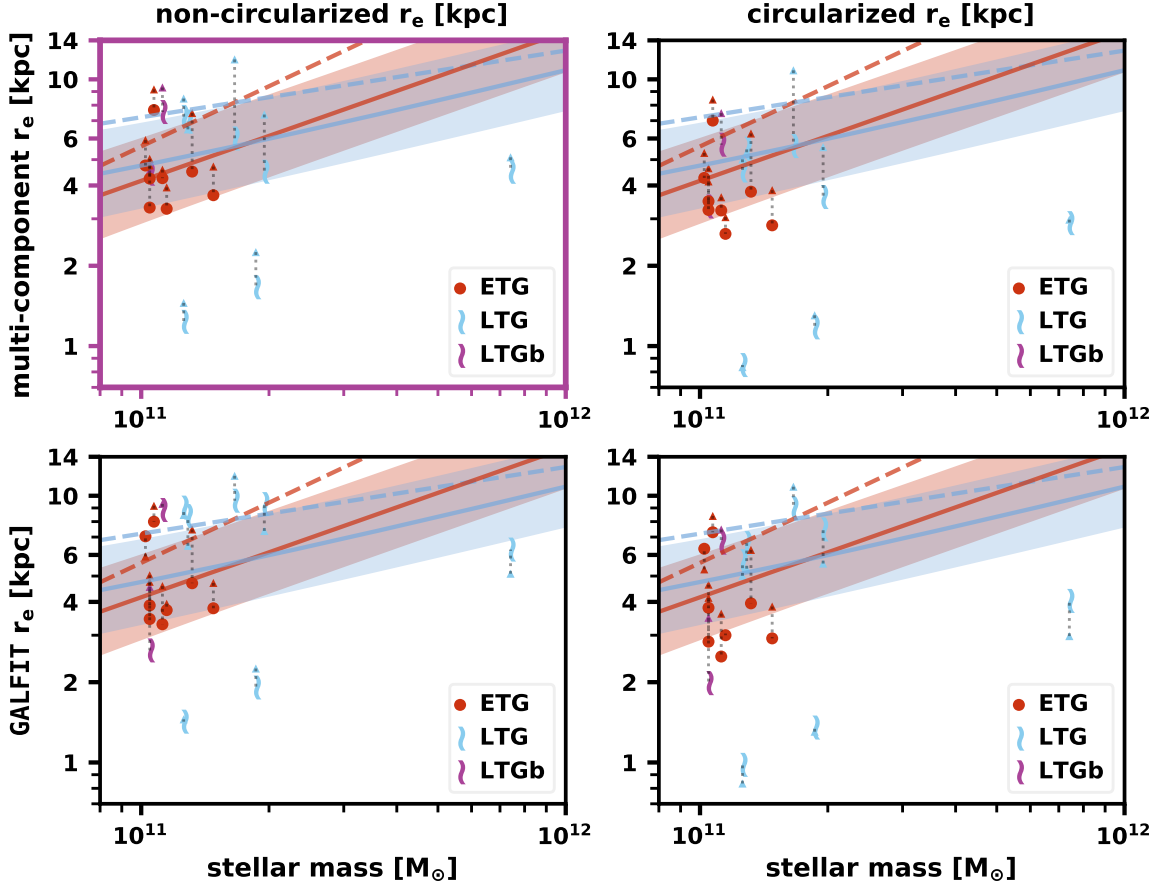 non-circularized r_e [kpc]
circularized r_e [kpc]
multi-component r_e [kpc]
14
10
6
4
2
1
ETG
LTG
LTGb
10^11
10^12
14
10
6
4
2
1
ETG
LTG
LTGb
10^11
10^12
GALFIT r_e [kpc]
14
10
6
4
2
1
ETG
LTG
LTGb
10^11
10^12
stellar mass [M_⊙]
14
10
6
4
2
1
ETG
LTG
LTGb
10^11
10^12
stellar mass [M_⊙]